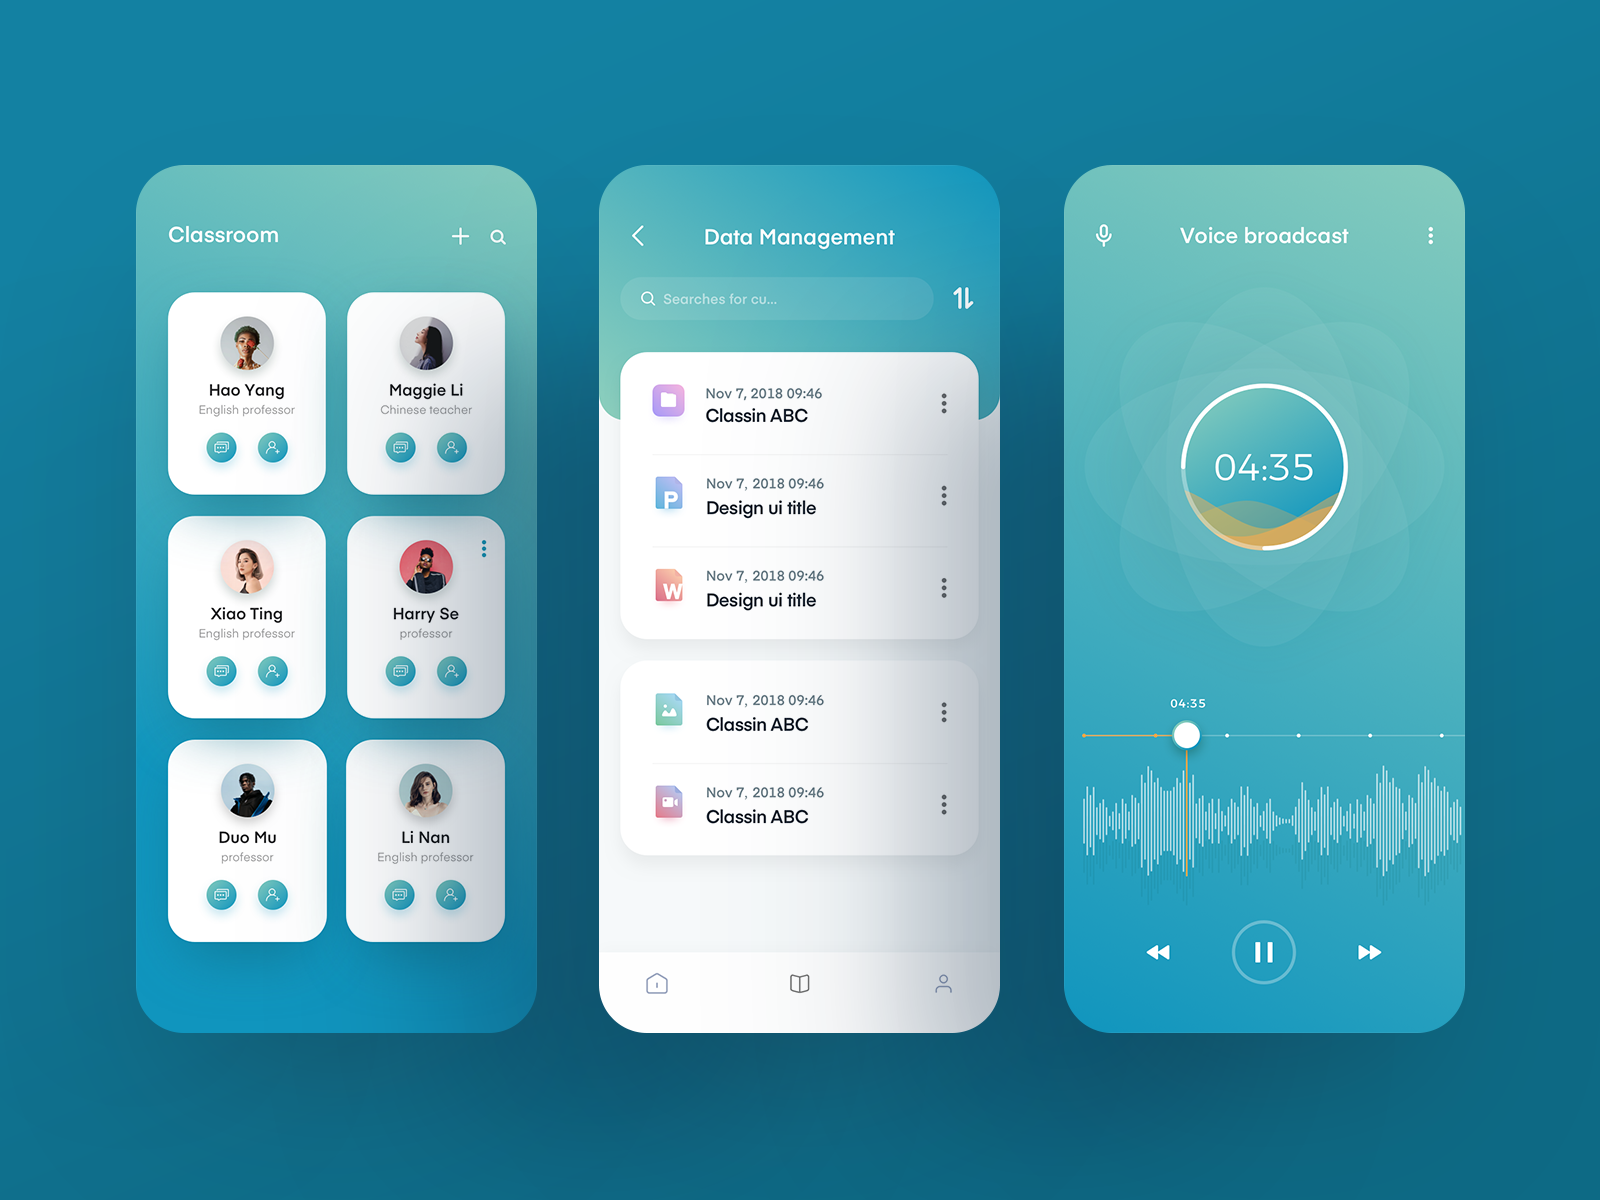 Classroom
Hao Yang
English professor
Maggie Li
Chinese teacher
Xiao Ting
English professor
Harry Se
professor
Duo Mu
professor
Li Nan
English professor
Data Management
Searches for cu...
Nov 7, 2018 09:46
Classin ABC
Nov 7, 2018 09:46
P
Design ui title
Nov 7, 2018 09:46
W
Design ui title
Nov 7, 2018 09:46
Classin ABC
Nov 7, 2018 09:46
Classin ABC
Voice broadcast
04:35
04:35